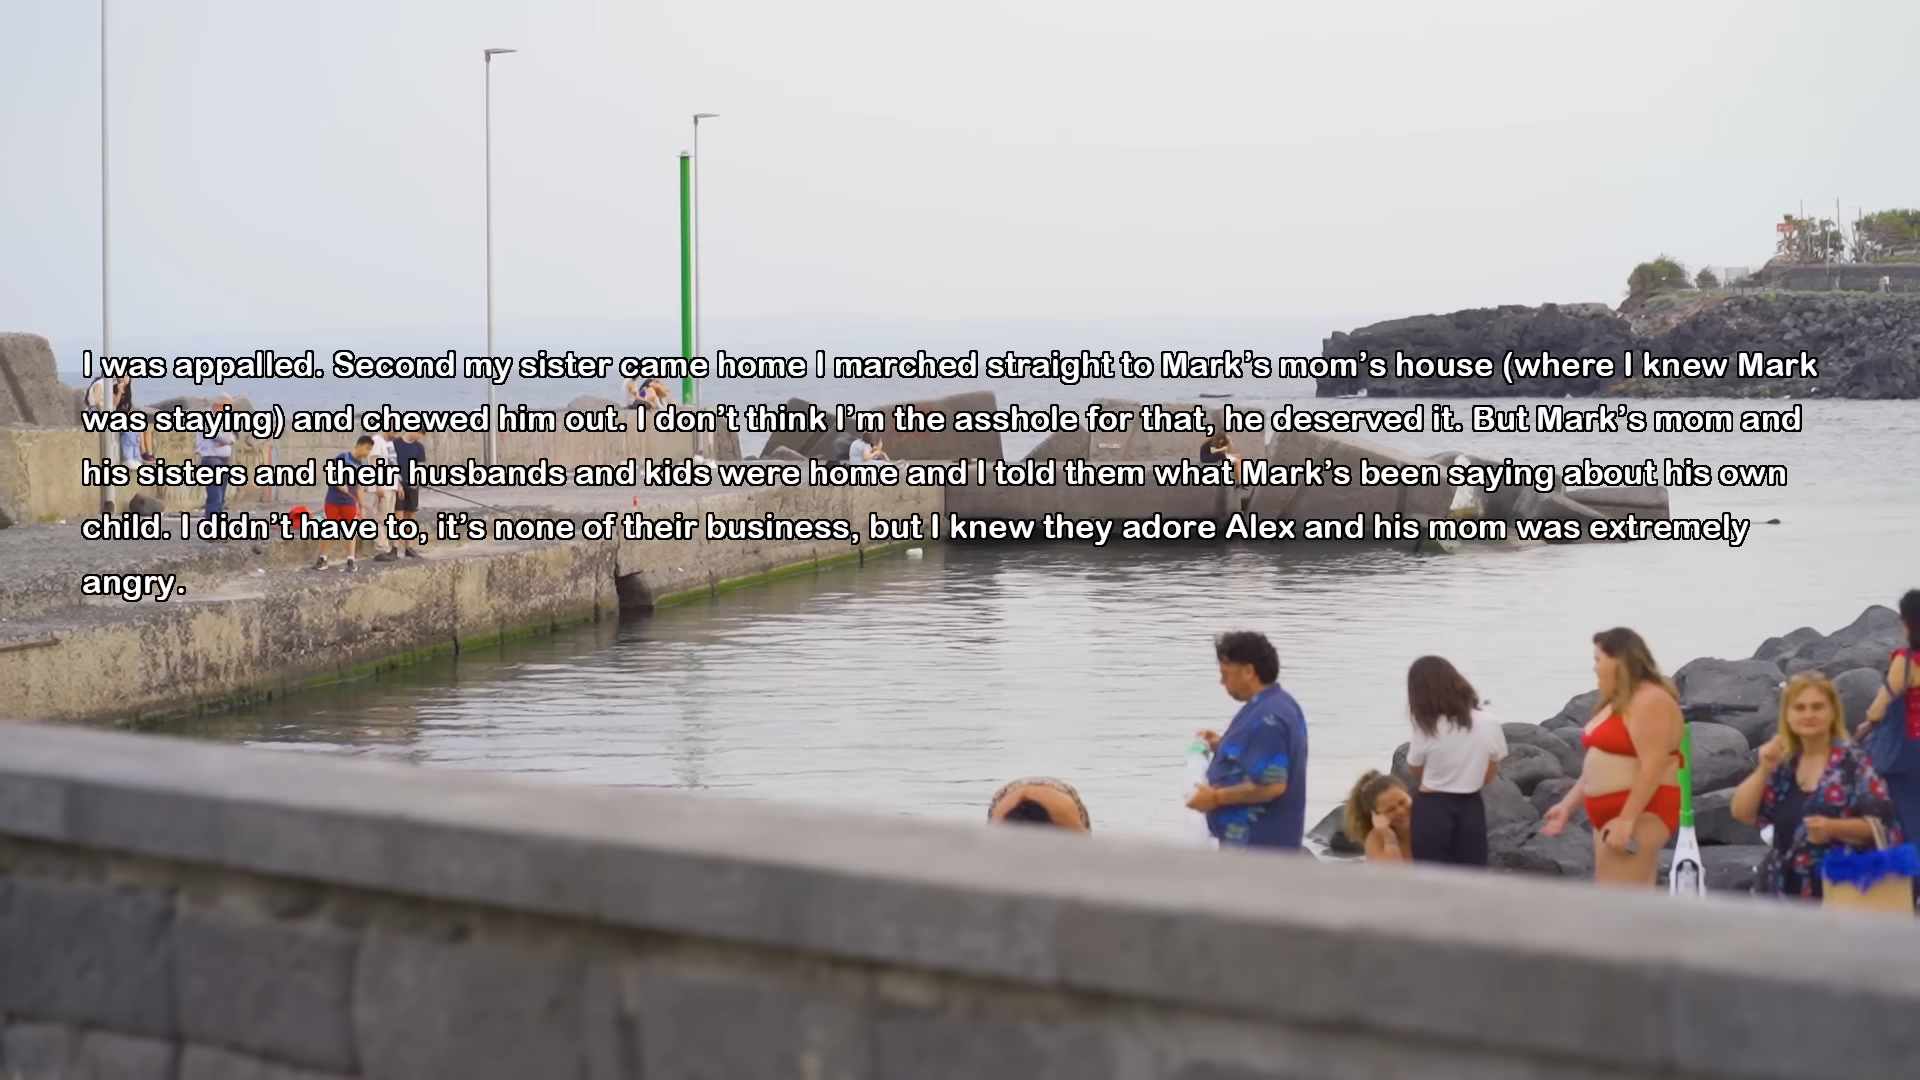 I was appalled. Second my sister came home I marched straight to Mark’s mom’s house (where I knew Mark
was staying) and chewed him out. I don’t think I’m the asshole for that, he deserved it. But Mark’s mom and
his sisters and their husbands and kids were home and I told them what Mark’s been saying about his own
child. I didn’t have to, it’s none of their business, but I knew they adore Alex and his mom was extremely
angry.